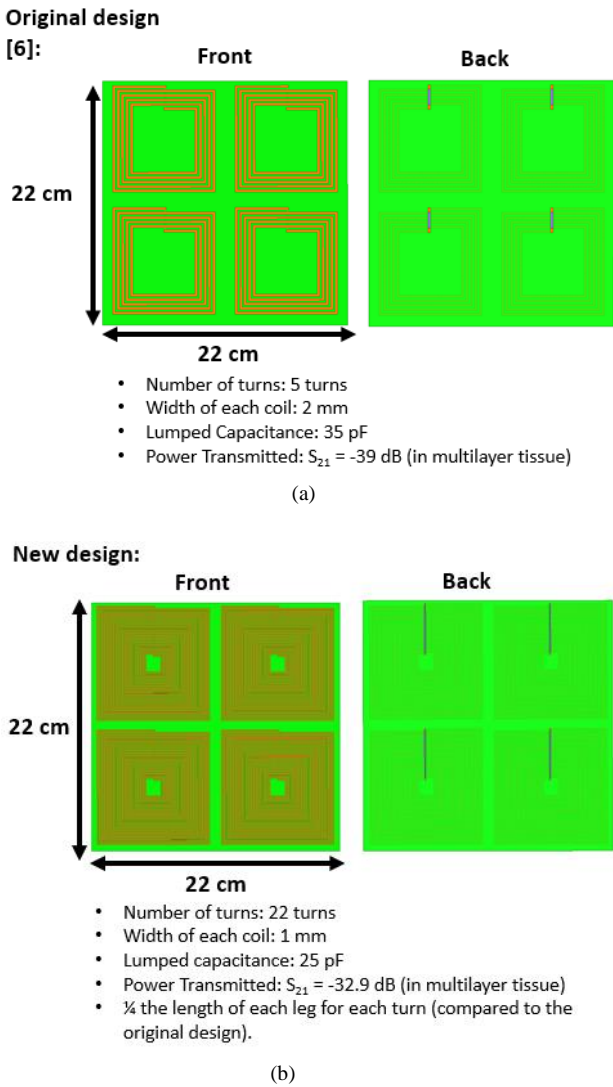 Original design
[6]:
Front
Back
22 cm
22 cm
• Number of turns: 5 turns
• Width of each coil: 2 mm
• Lumped Capacitance: 35 pF
• Power Transmitted: S₂₁ = -39 dB (in multilayer tissue)
(a)
New design:
Front
Back
22 cm
22 cm
• Number of turns: 22 turns
• Width of each coil: 1 mm
• Lumped capacitance: 25 pF
• Power Transmitted: S₂₁ = -32.9 dB (in multilayer tissue)
• ¼ the length of each leg for each turn (compared to the
original design).
(b)